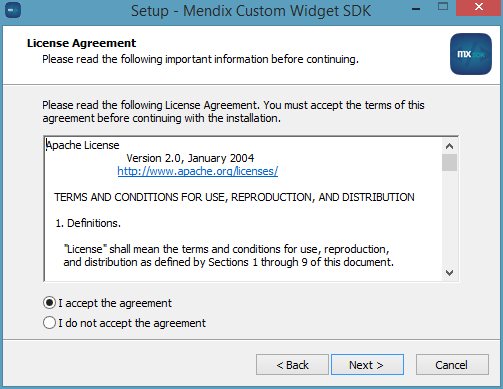 Setup - Mendix Custom Widget SDK
License Agreement
Please read the following important information before continuing.
mx SDK
Please read the following License Agreement. You must accept the terms of this
agreement before continuing with the installation.
Apache License
Version 2.0, January 2004
http://www.apache.org/licenses/
TERMS AND CONDITIONS FOR USE, REPRODUCTION, AND DISTRIBUTION
1. Definitions.
"License" shall mean the terms and conditions for use, reproduction,
and distribution as defined by Sections 1 through 9 of this document.
I accept the agreement
I do not accept the agreement
< Back
Next >
Cancel